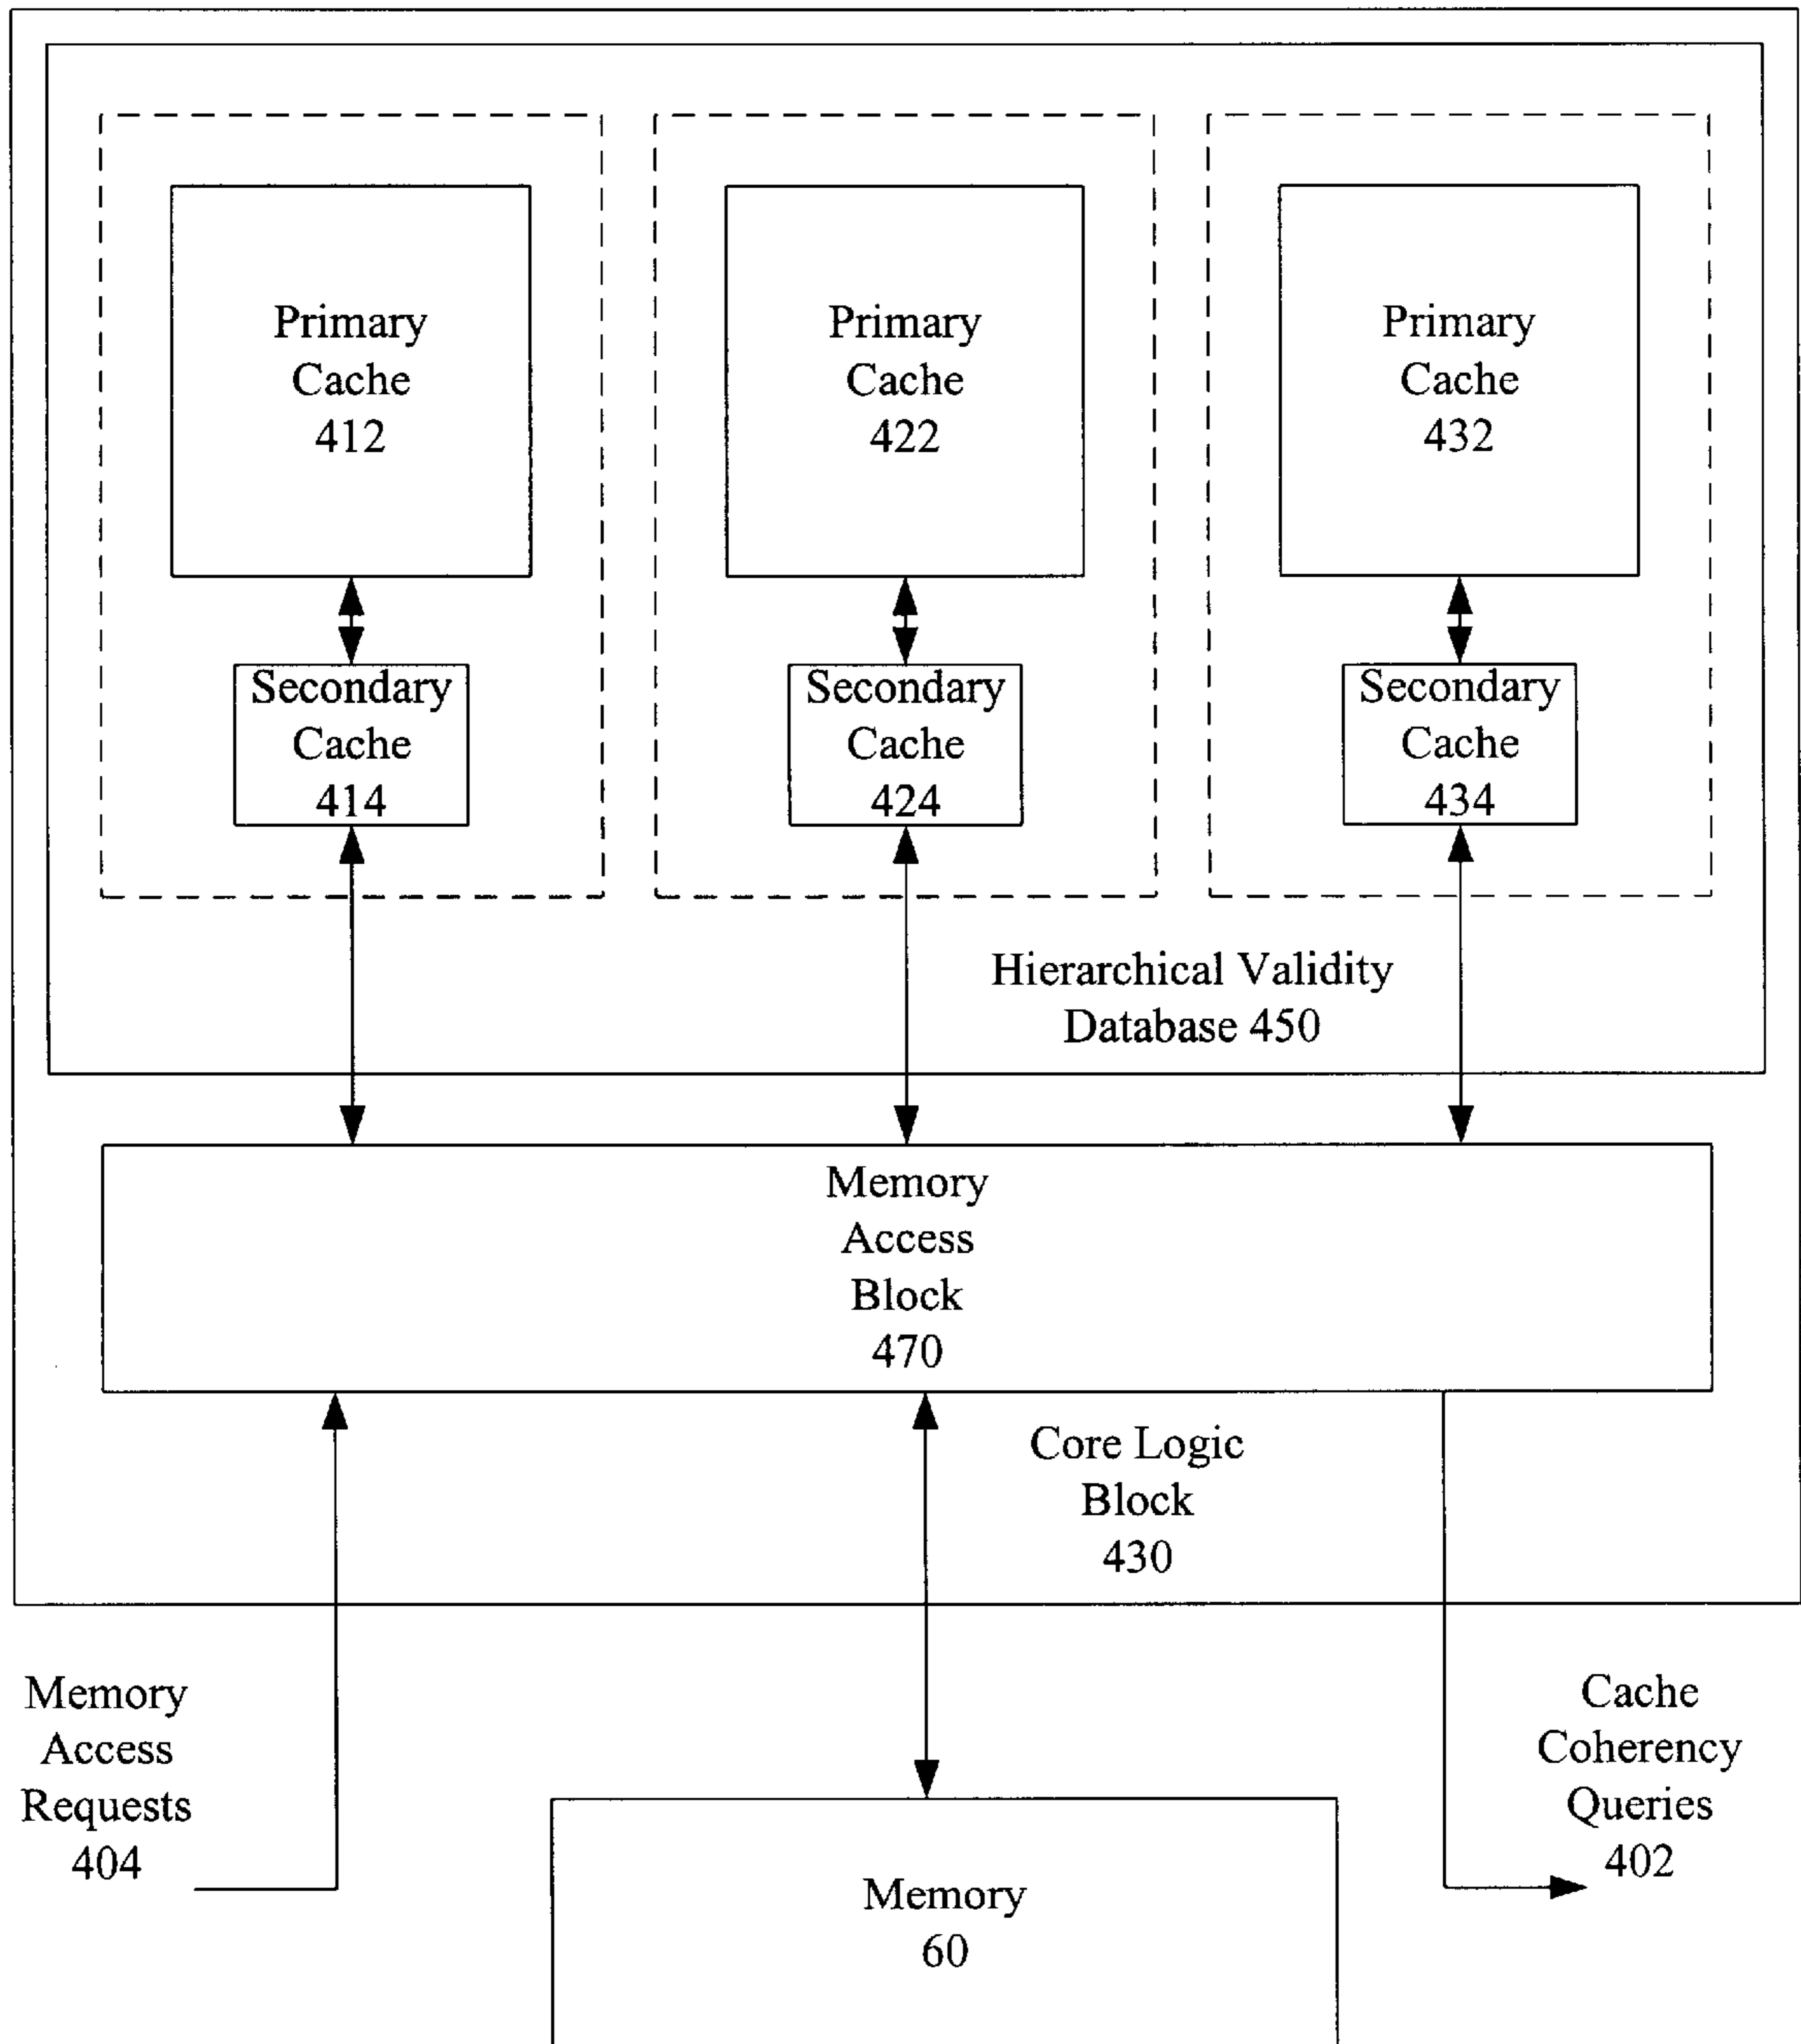 Primary
Cache
412
Primary
Cache
422
Primary
Cache
432
Secondary
Cache
414
Secondary
Cache
424
Secondary
Cache
434
Hierarchical Validity
Database 450
Memory
Access
Block
470
Core Logic
Block
430
Memory
Access
Requests
404
Cache
Coherency
Queries
402
Memory
60